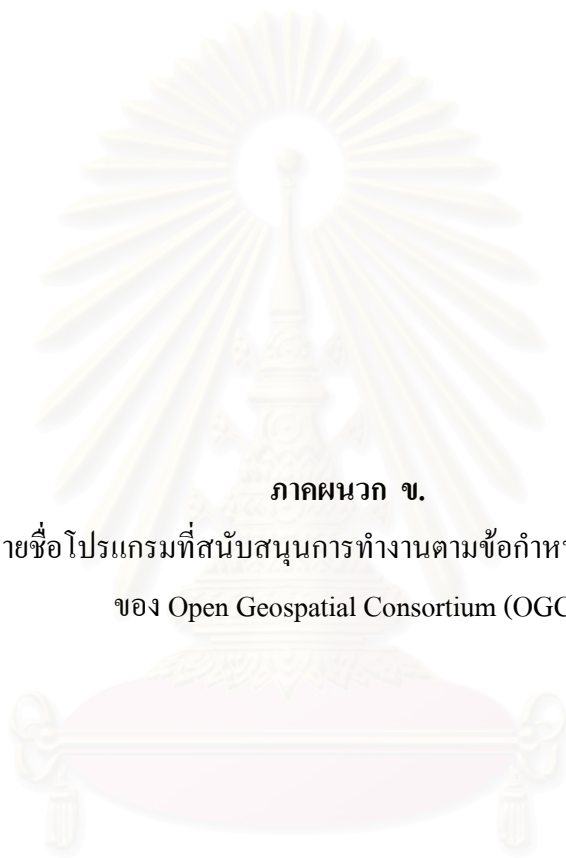 ภาคผนวก ข.
ายชื่อโปรแกรมที่สนับสนุนการทำงานตามข้อกำห
ของ Open Geospatial Consortium (OGC